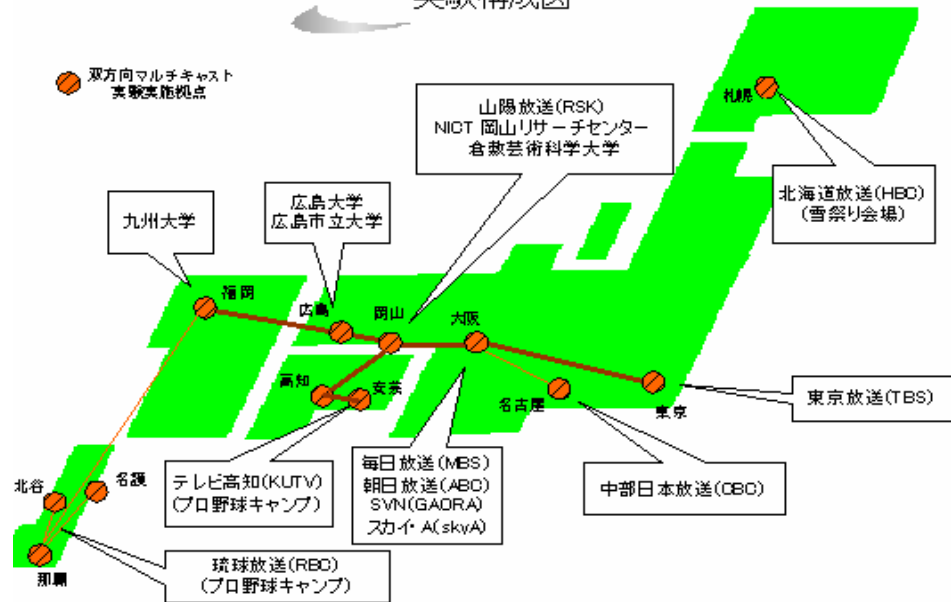 実験構成図
双方向マルチキャスト
実験実施拠点
山陽放送(RSK)
NICT 岡山リサーチセンター
倉敷芸術科学大学
札幌
北海道放送(HBC)
(雪祭り会場)
九州大学
広島大学
広島市立大学
福岡
広島
岡山
大阪
高知
安芸
名古屋
東京
東京放送(TBS)
テレビ高知(KUTV)
(プロ野球キャンプ)
毎日放送(MBS)
朝日放送(ABC)
SVN(GAORA)
スカイ・A(skyA)
中部日本放送(CBC)
北谷
名護
那覇
琉球放送(RBC)
(プロ野球キャンプ)